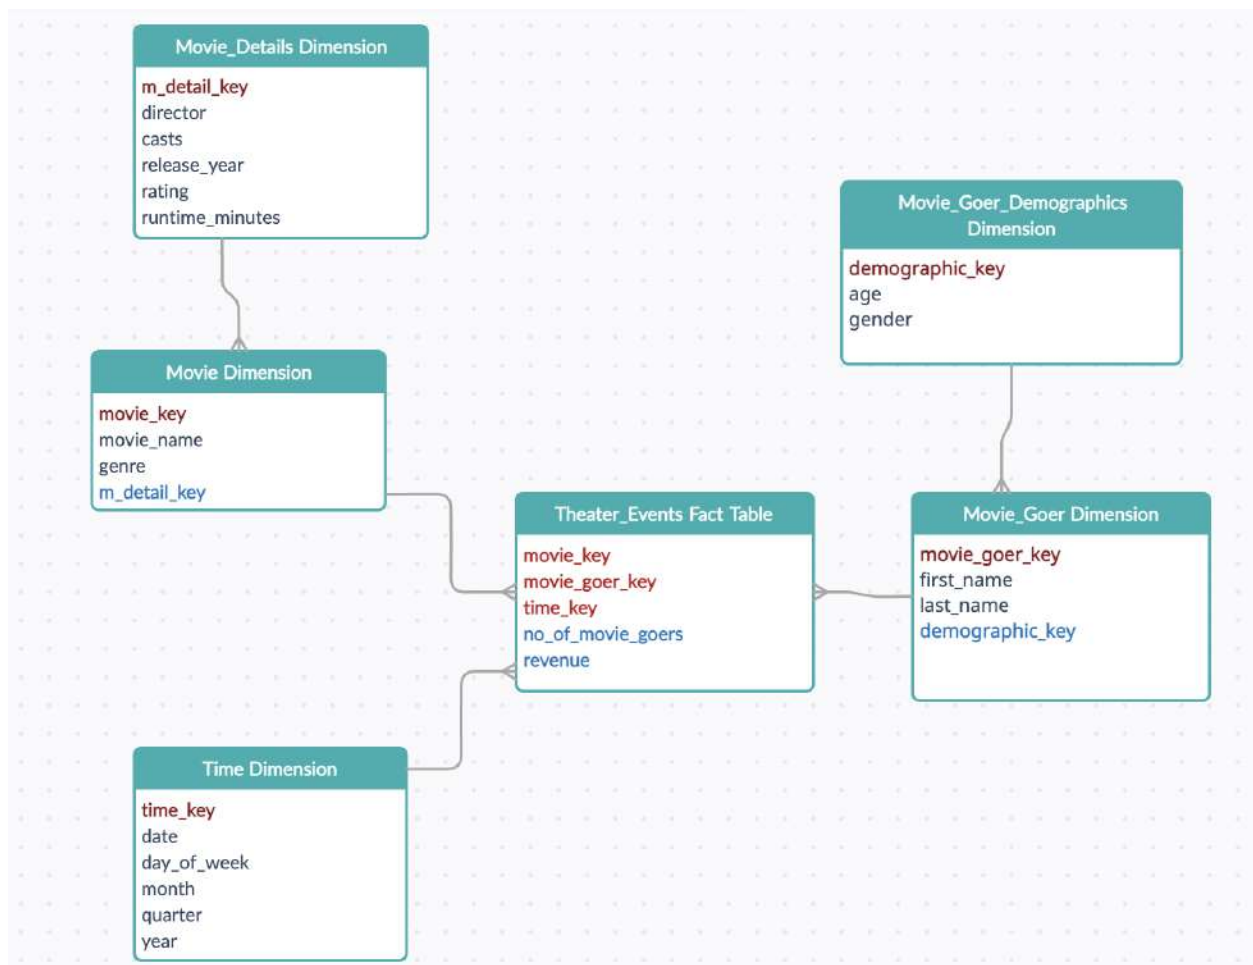 Movie_Details Dimension
m_detail_key
director
casts
release_year
rating
runtime_minutes
Movie_Goer_Demographics
Dimension
demographic_key
age
gender
Movie Dimension
movie_key
movie_name
genre
m_detail_key
Theater_Events Fact Table
movie_key
movie_goer_key
time_key
no_of_movie_goers
revenue
Movie_Goer Dimension
movie_goer_key
first_name
last_name
demographic_key
Time Dimension
time_key
date
day_of_week
month
quarter
year